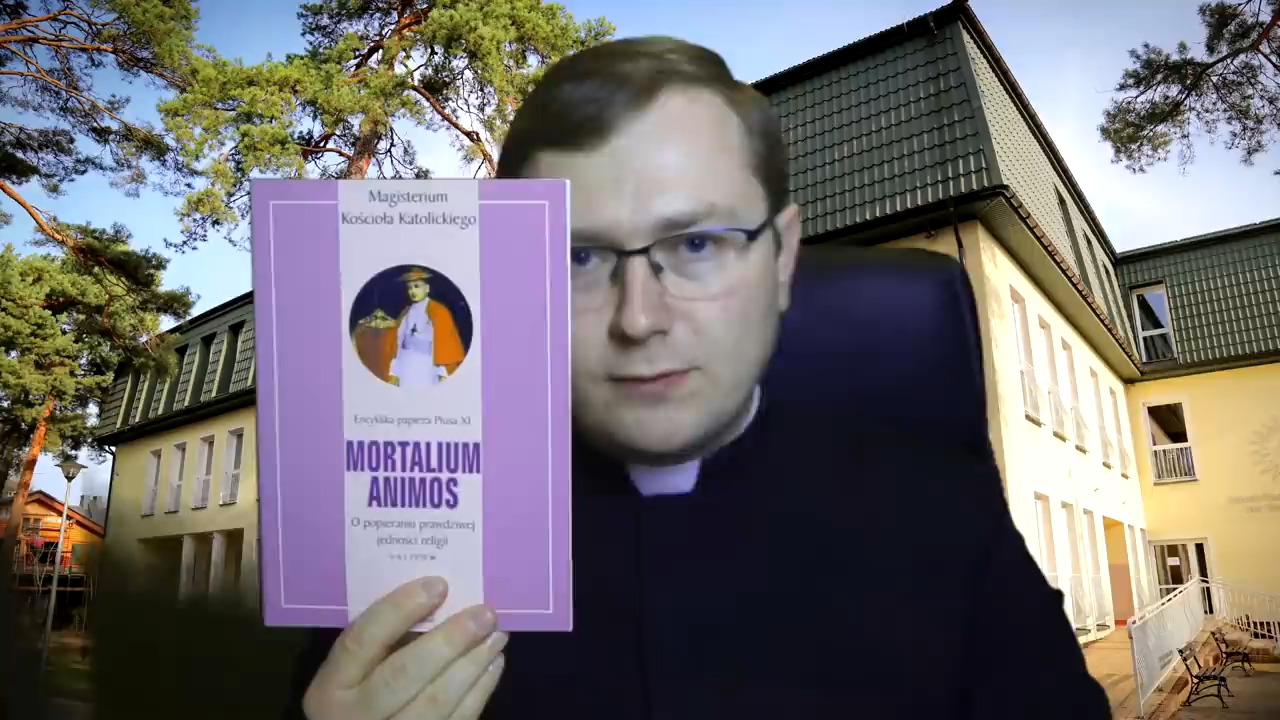 Magisterium
Kościoła Katolickiego
Encyklika papieża Piusa XI
MORTALIUM
ANIMOS
O popieraniu prawdziwej
jedności religii